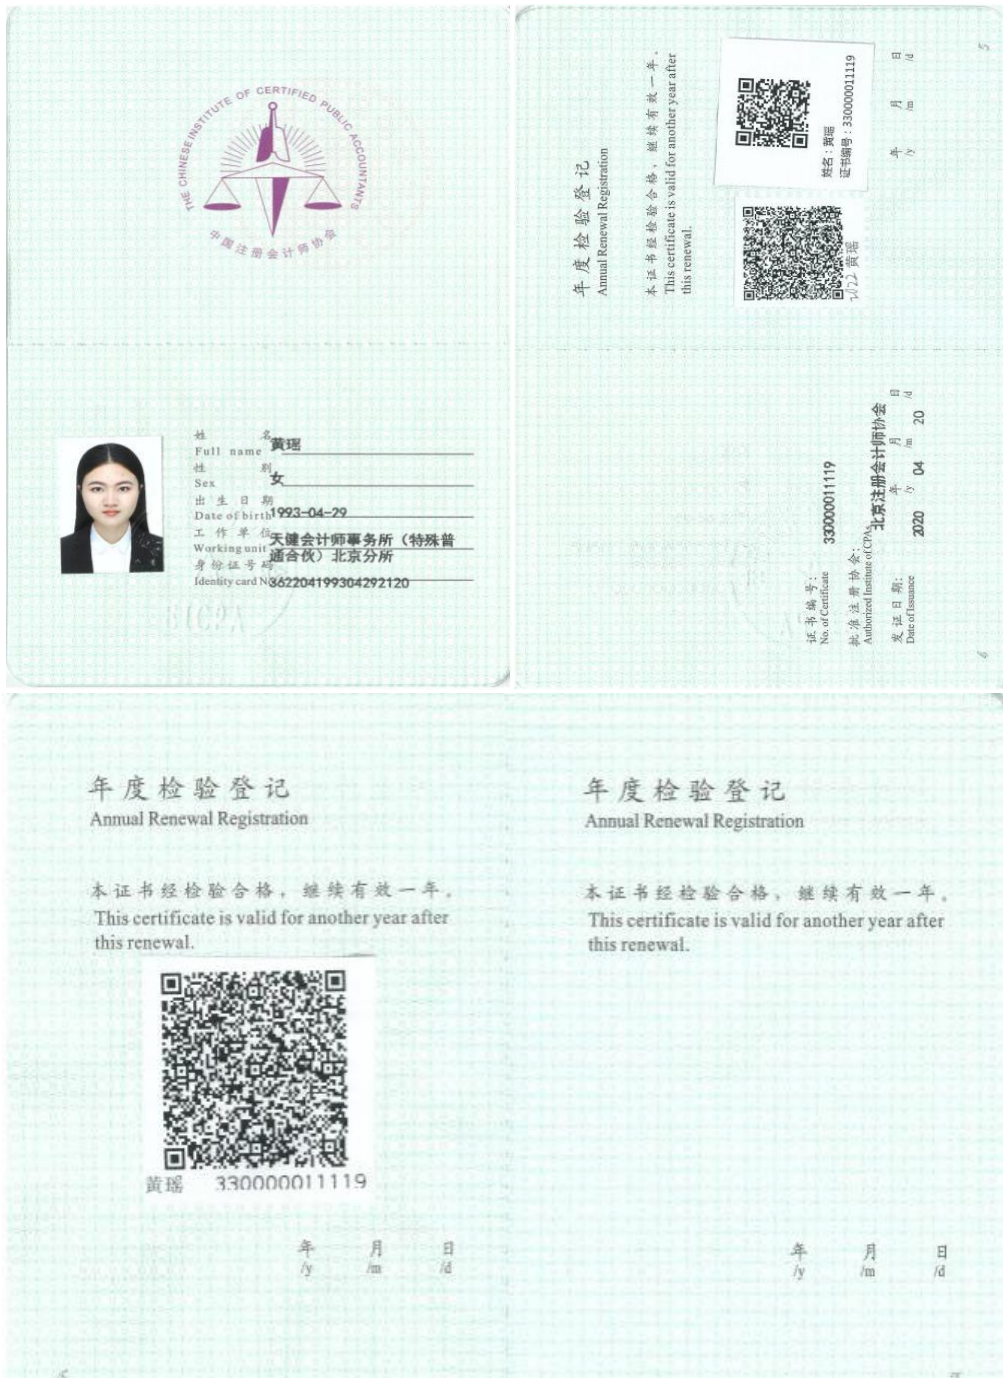 THE CHINESE INSTITUTE OF CERTIFIED PUBLIC ACCOUNTANTS
中国注册会计师协会
姓 名 黄瑶
Full name
性 别 女
Sex
出生日期 1993-04-29
Date of birth
工作单位 天健会计师事务所（特殊普
Working unit 通合伙）北京分所
身份证号码
Identity card No 362204199304292120
年度检验登记
Annual Renewal Registration
本证书经检验合格，继续有效一年。
This certificate is valid for another year after
this renewal.
姓名：黄瑶
证书编号：330000011119
黄瑶
年 月 日
/y /m /d
5
证书编号： 330000011119
No. of Certificate
批准注册协会： 北京注册会计师协会
Authorized Institute of CPAs
发证日期： 2020 年 04 月 20 日
Date of Issuance /y /m /d
6
年度检验登记
Annual Renewal Registration
本证书经检验合格，继续有效一年。
This certificate is valid for another year after
this renewal.
黄瑶 330000011119
年 月 日
/y /m /d
年度检验登记
Annual Renewal Registration
本证书经检验合格，继续有效一年。
This certificate is valid for another year after
this renewal.
年 月 日
/y /m /d